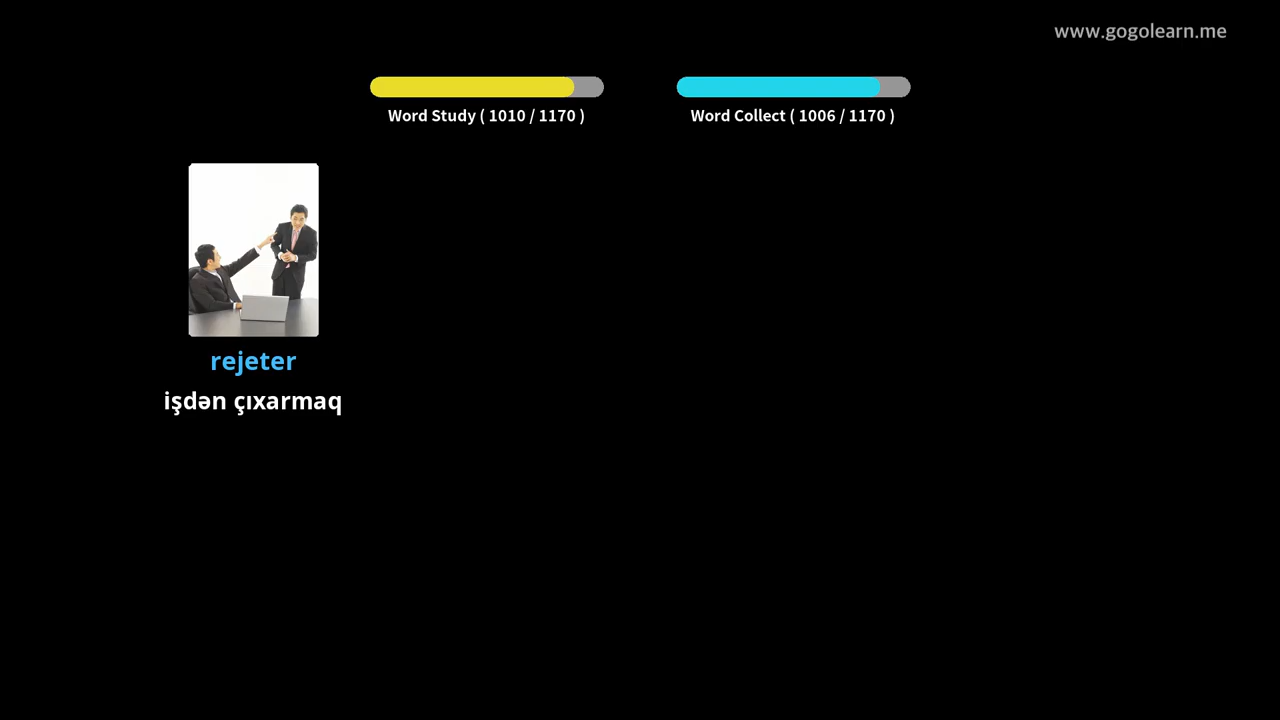 www.gogolearn.me
Word Study ( 1010 / 1170 )
Word Collect ( 1006 / 1170 )
rejeter
işdən çıxarmaq